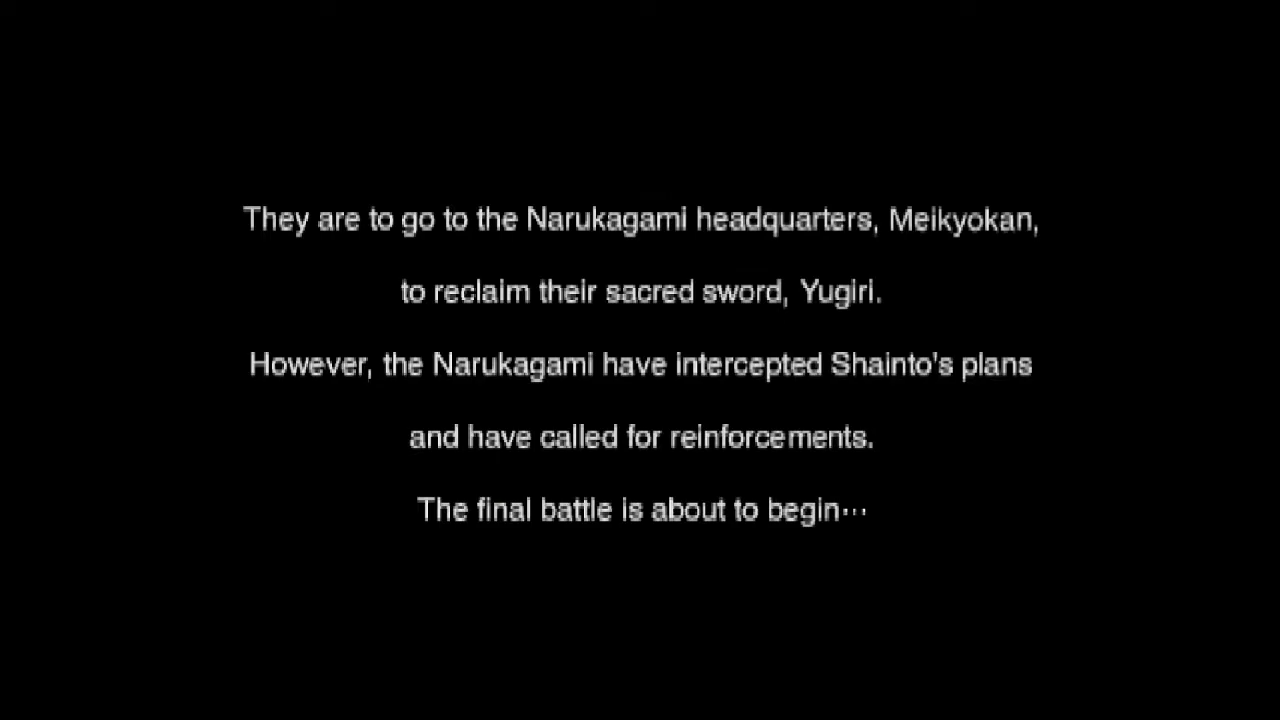 They are to go to the Narukagami headquarters, Meikyokan,
to reclaim their sacred sword, Yugiri.
However, the Narukagami have intercepted Shainto's plans
and have called for reinforcements.
The final battle is about to begin⋯